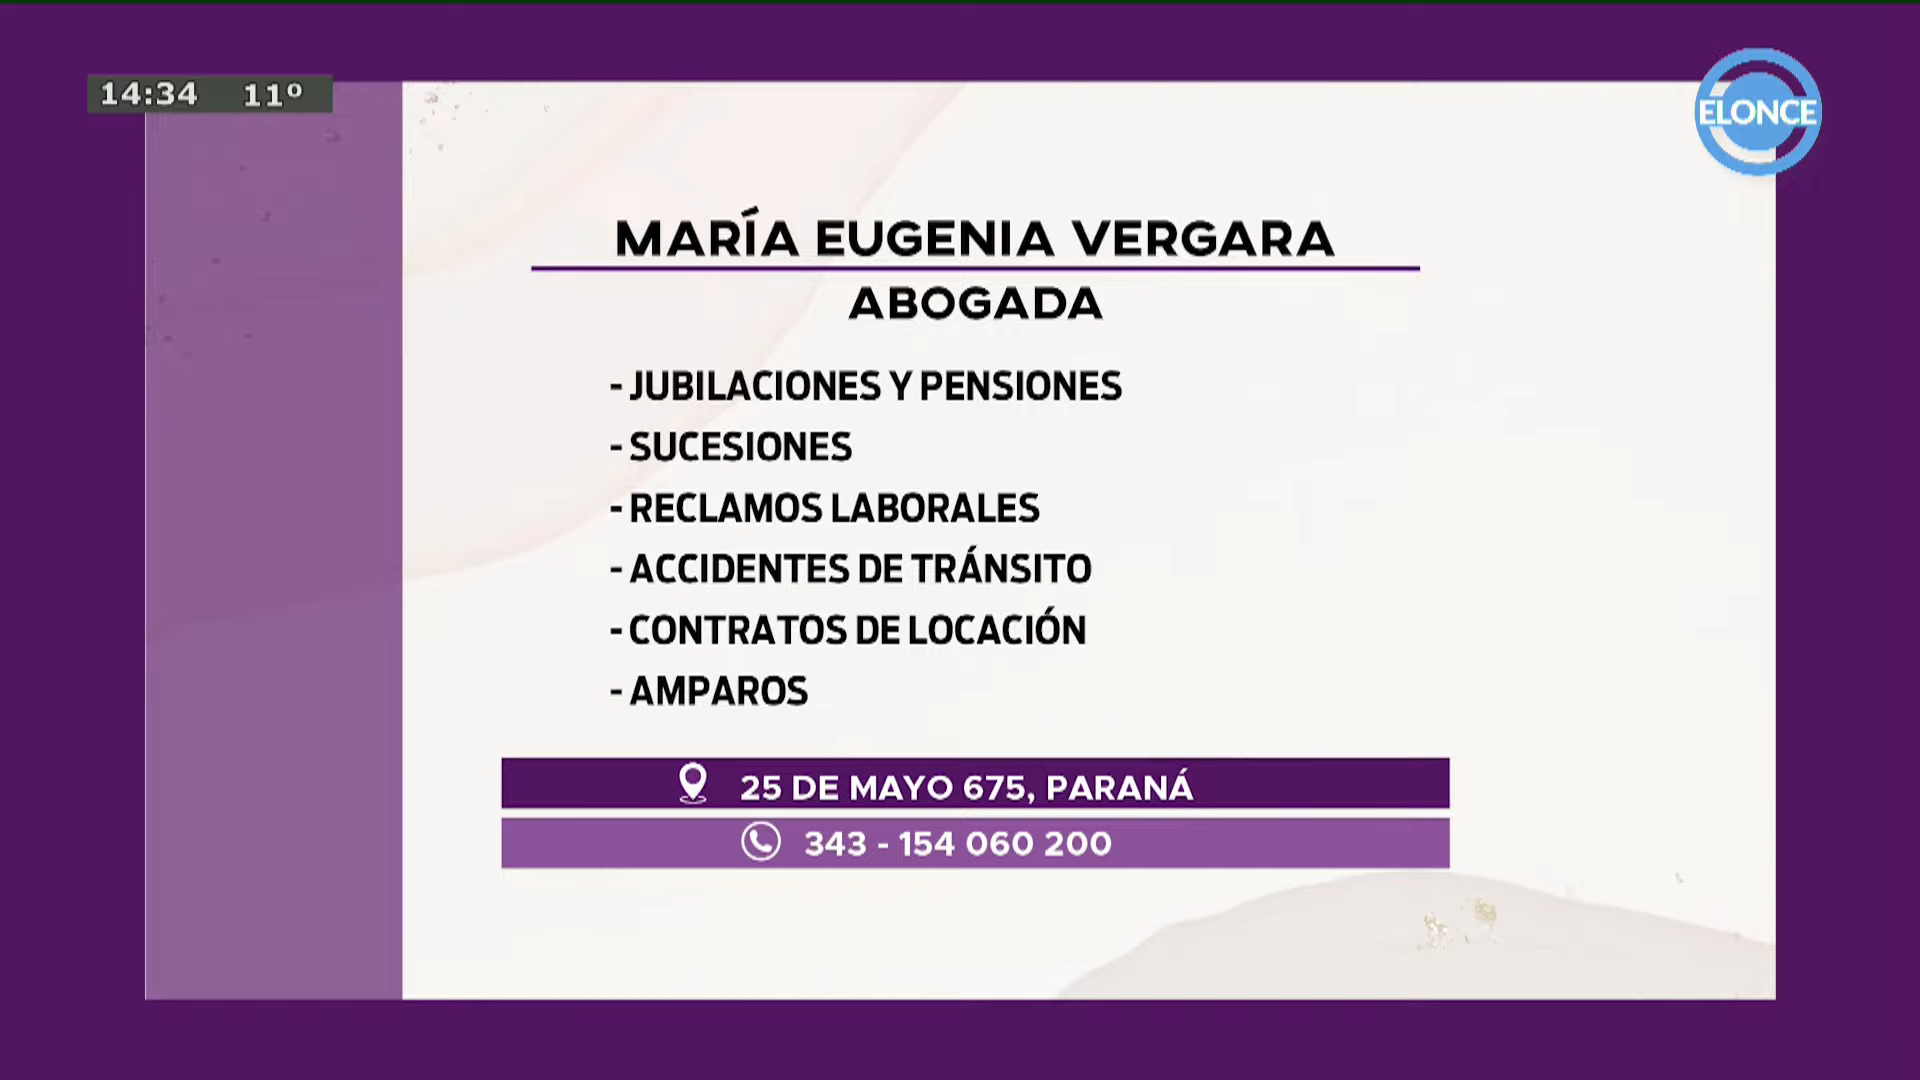 14:34 11º
ELONCE
MARÍA EUGENIA VERGARA
ABOGADA
- JUBILACIONES Y PENSIONES
- SUCESIONES
- RECLAMOS LABORALES
- ACCIDENTES DE TRÁNSITO
- CONTRATOS DE LOCACIÓN
- AMPAROS
25 DE MAYO 675, PARANÁ
343 - 154 060 200